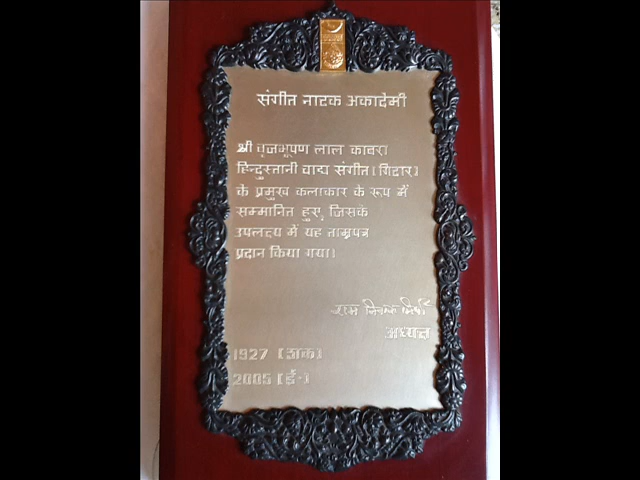 संगीत नाटक अकादेमी
श्री वृजभूषण लाल काबरा
हिन्दुस्तानी वाद्य संगीत (गिटार)
के प्रमुख कलाकार के रूप में
सम्मानित हुए, जिसके
उपलक्ष्य में यह ताम्रपत्र
प्रदान किया गया।
राम निवास मिर्धा
अध्यक्ष
1927 (शक)
2005 (ई॰)